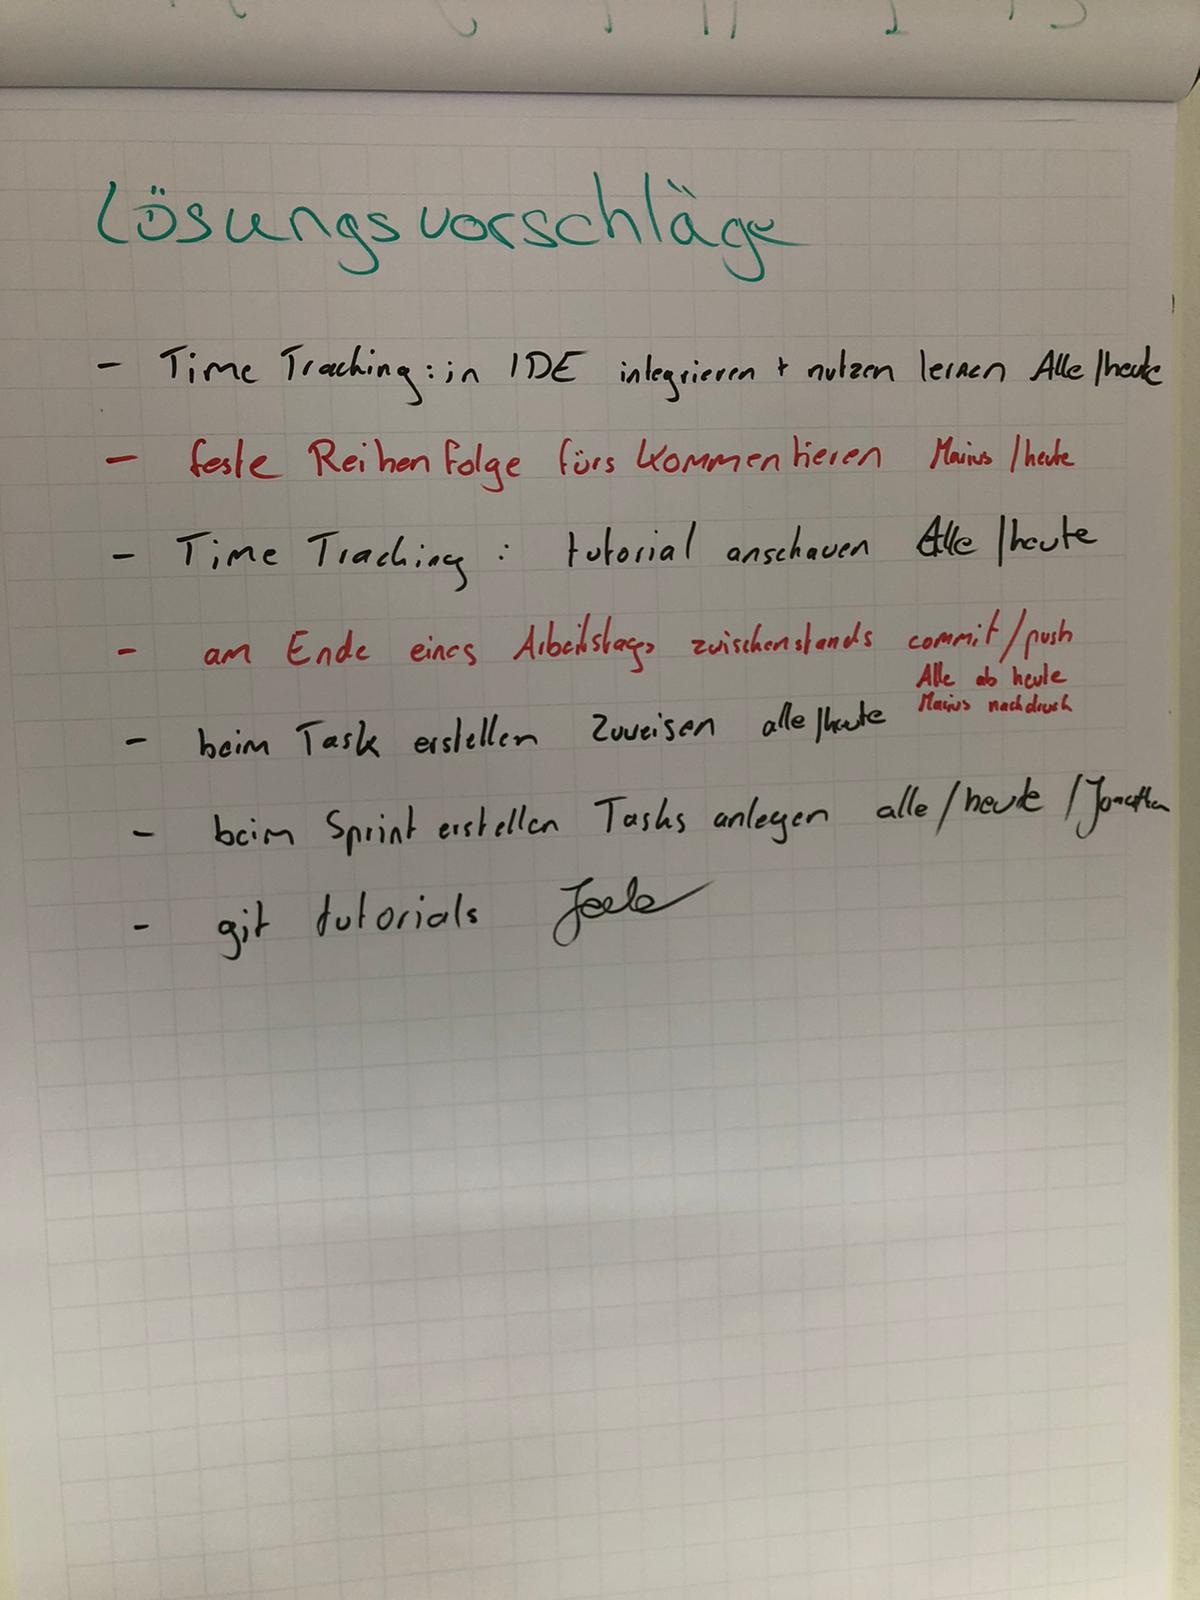 Lösungsvorschläge
- Time Tracking: in IDE integrieren + nutzen lernen Alle /heute
- feste Reihenfolge fürs Kommentieren Marius /heute
- Time Tracking : tutorial anschauen Alle /heute
- am Ende eines Arbeitstags zwischenstands commit/push
Alle ab heute
Marius nachdruck
- beim Task erstellen zuweisen alle/heute
- beim Sprint erstellen Tasks anlegen alle/heute /Jonathan
- git tutorials